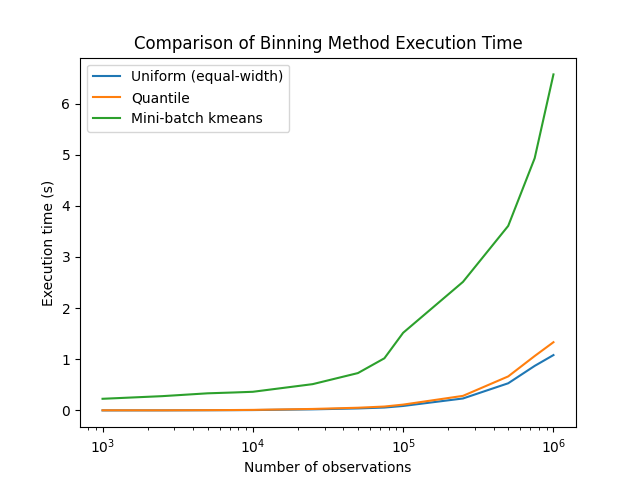 Comparison of Binning Method Execution Time
Uniform (equal-width)
Quantile
Mini-batch kmeans
Execution time (s)
6
5
4
3
2
1
0
10³ 10⁴ 10⁵ 10⁶
Number of observations